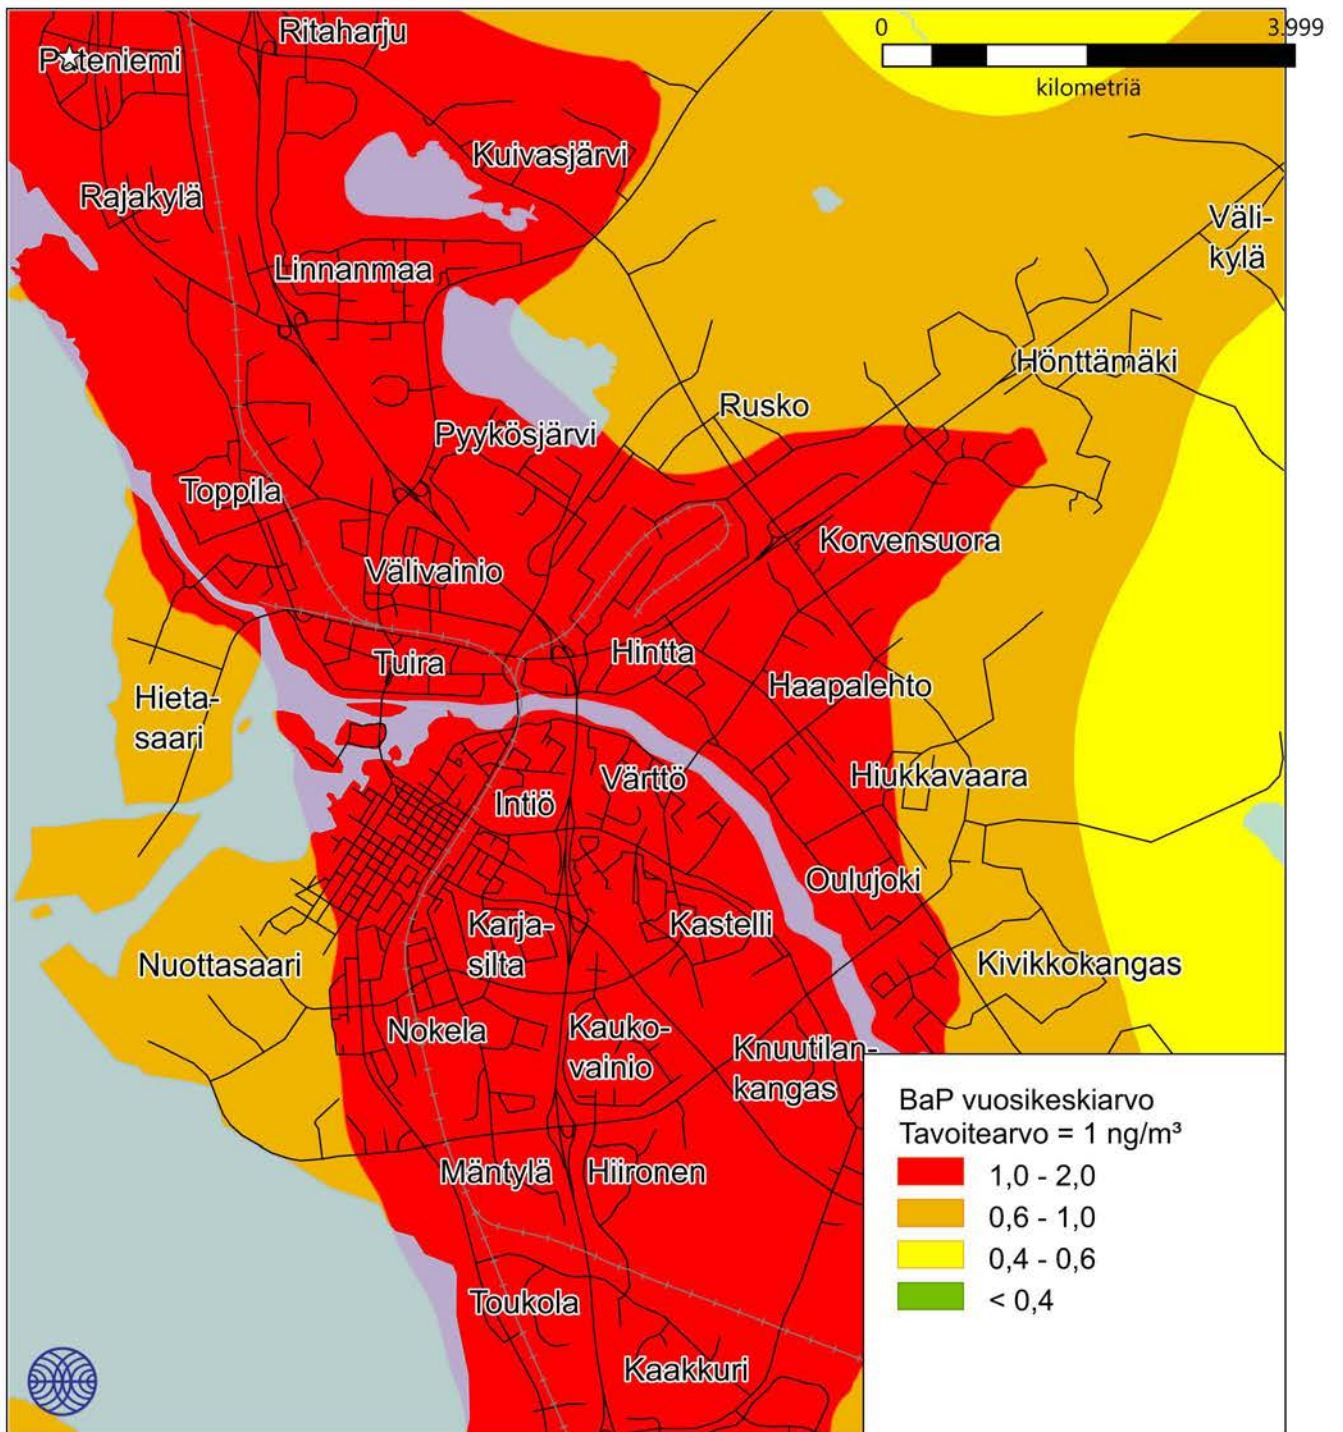 Ritaharju
0
3.999
Pateniemi
kilometriä
Kuivasjärvi
Rajakylä
Väli-
kylä
Linnanmaa
Hönttämäki
Rusko
Pyykösjärvi
Toppila
Korvensuora
Välivainio
Hintta
Tuira
Haapalehto
Hieta-
saari
Hiukkavaara
Värttö
Intiö
Oulujoki
Karja-
silta
Kastelli
Nuottasaari
Kivikkokangas
Nokela
Kauko-
vainio
Knuutilan-
kangas
BaP vuosikeskiarvo
Tavoitearvo = 1 ng/m³
1,0 - 2,0
0,6 - 1,0
0,4 - 0,6
< 0,4
Mäntylä
Hiironen
Toukola
Kaakkuri